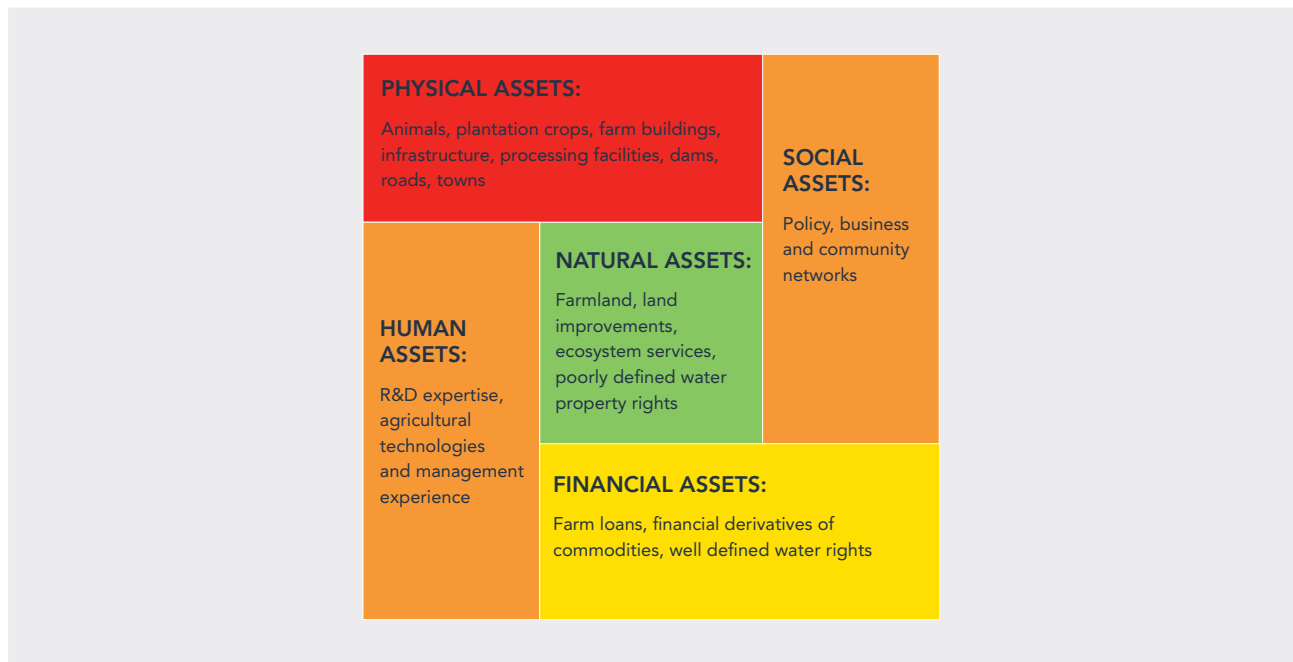 PHYSICAL ASSETS:
Animals, plantation crops, farm buildings,
infrastructure, processing facilities, dams,
roads, towns
SOCIAL
ASSETS:
Policy, business
and community
networks
HUMAN
ASSETS:
R&D expertise,
agricultural
technologies
and management
experience
NATURAL ASSETS:
Farmland, land
improvements,
ecosystem services,
poorly defined water
property rights
FINANCIAL ASSETS:
Farm loans, financial derivatives of
commodities, well defined water rights